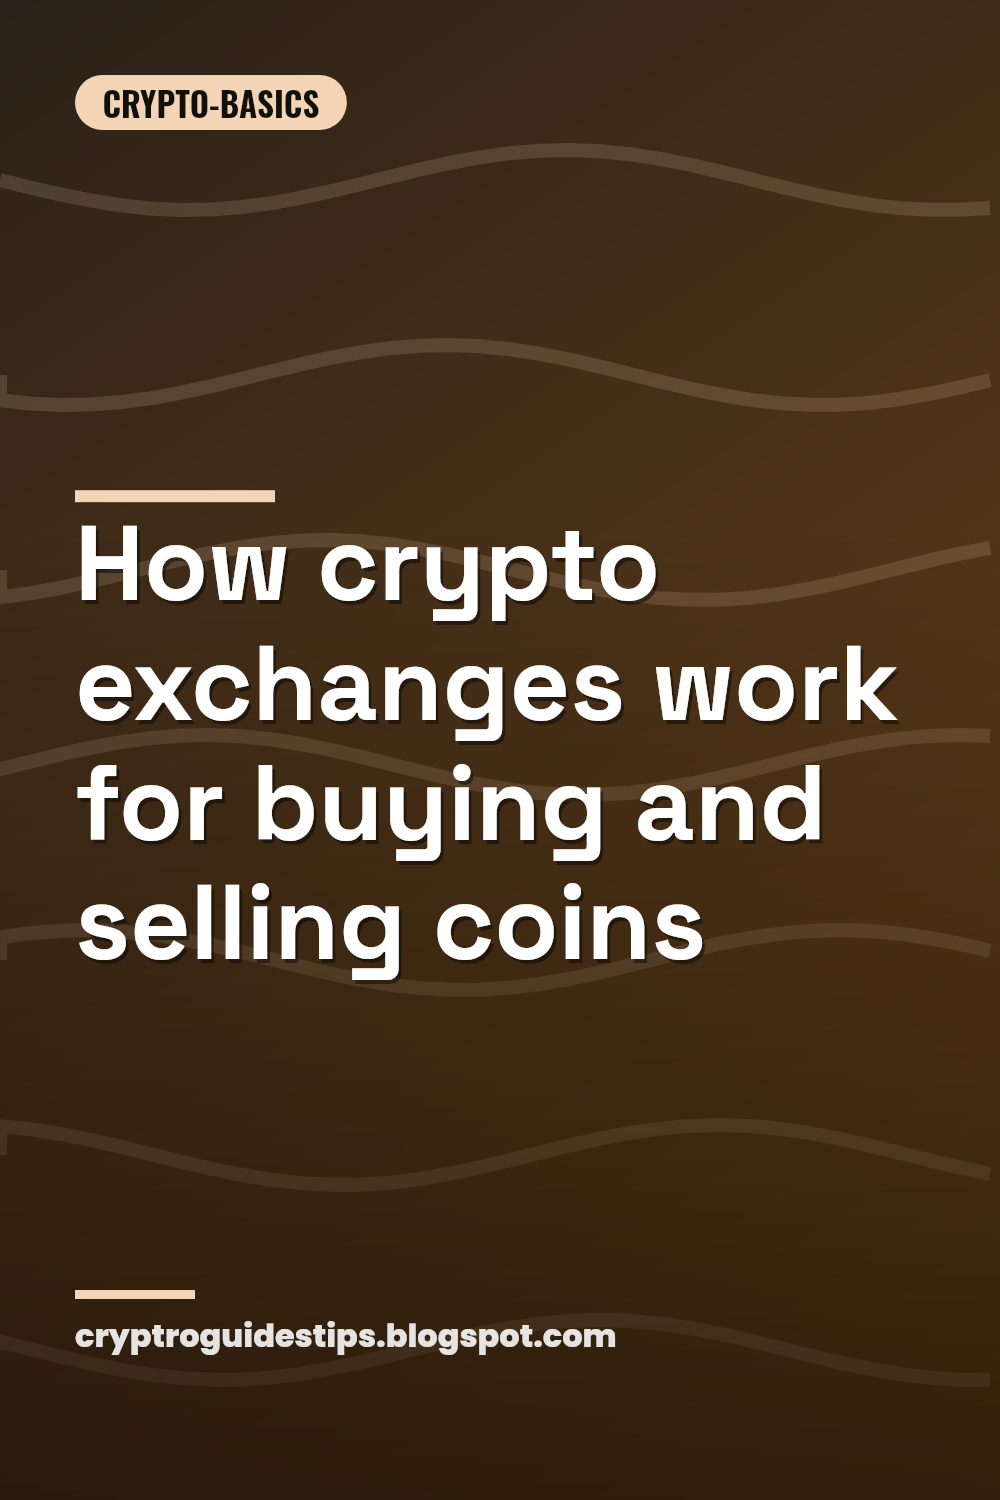 CRYPTO-BASICS
How crypto
exchanges work
for buying and
selling coins
cryptroguidestips.blogspot.com